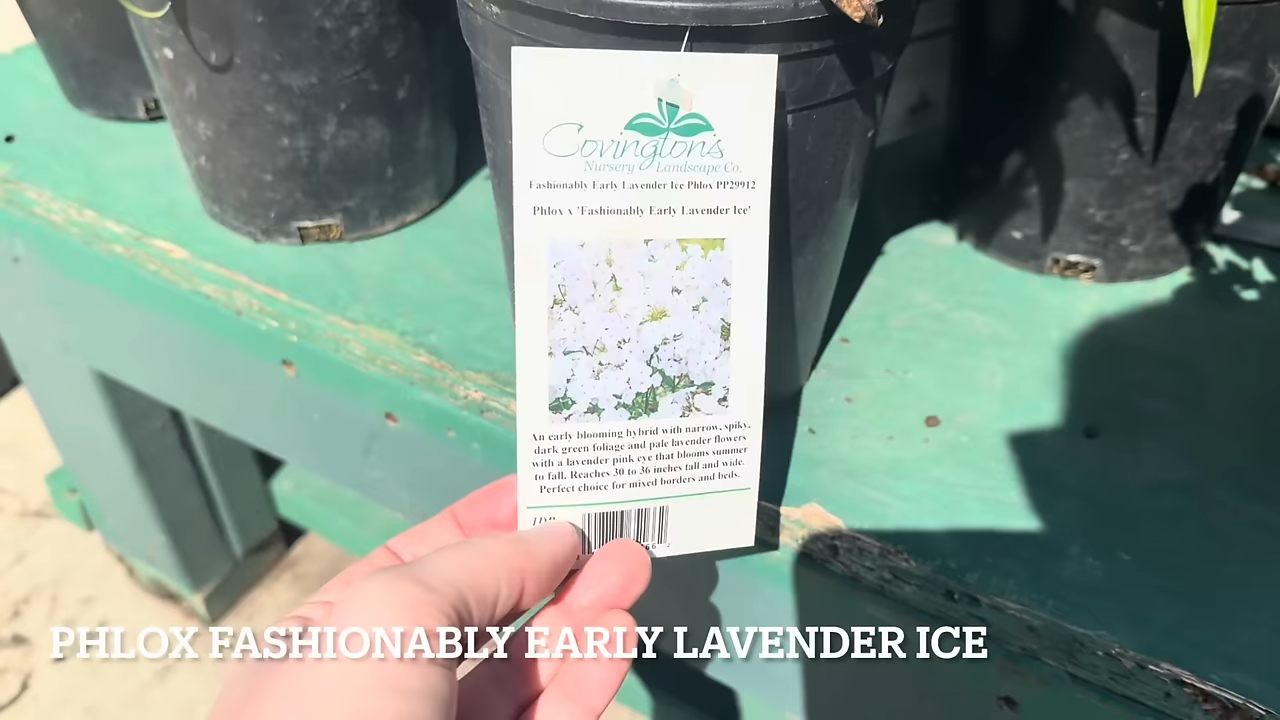 Covington's
Nursery Landscape Co.
Fashionably Early Lavender Ice Phlox PP29912
Phlox x 'Fashionably Early Lavender Ice'
An early blooming hybrid with narrow, spiky,
dark green foliage and pale lavender flowers
with a lavender pink eye that blooms summer
to fall. Reaches 30 to 36 inches tall and wide.
Perfect choice for mixed borders and beds.
PHLOX FASHIONABLY EARLY LAVENDER ICE